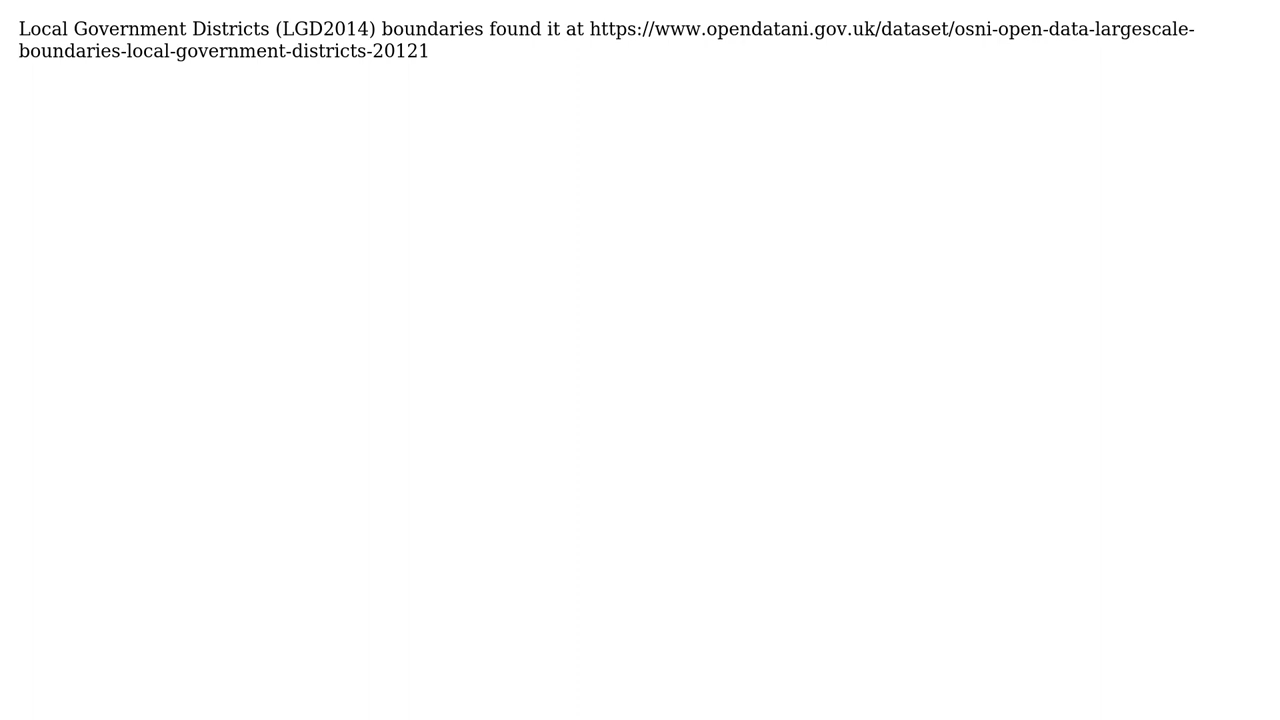 Local Government Districts (LGD2014) boundaries found it at https://www.opendatani.gov.uk/dataset/osni-open-data-largescale-
boundaries-local-government-districts-20121